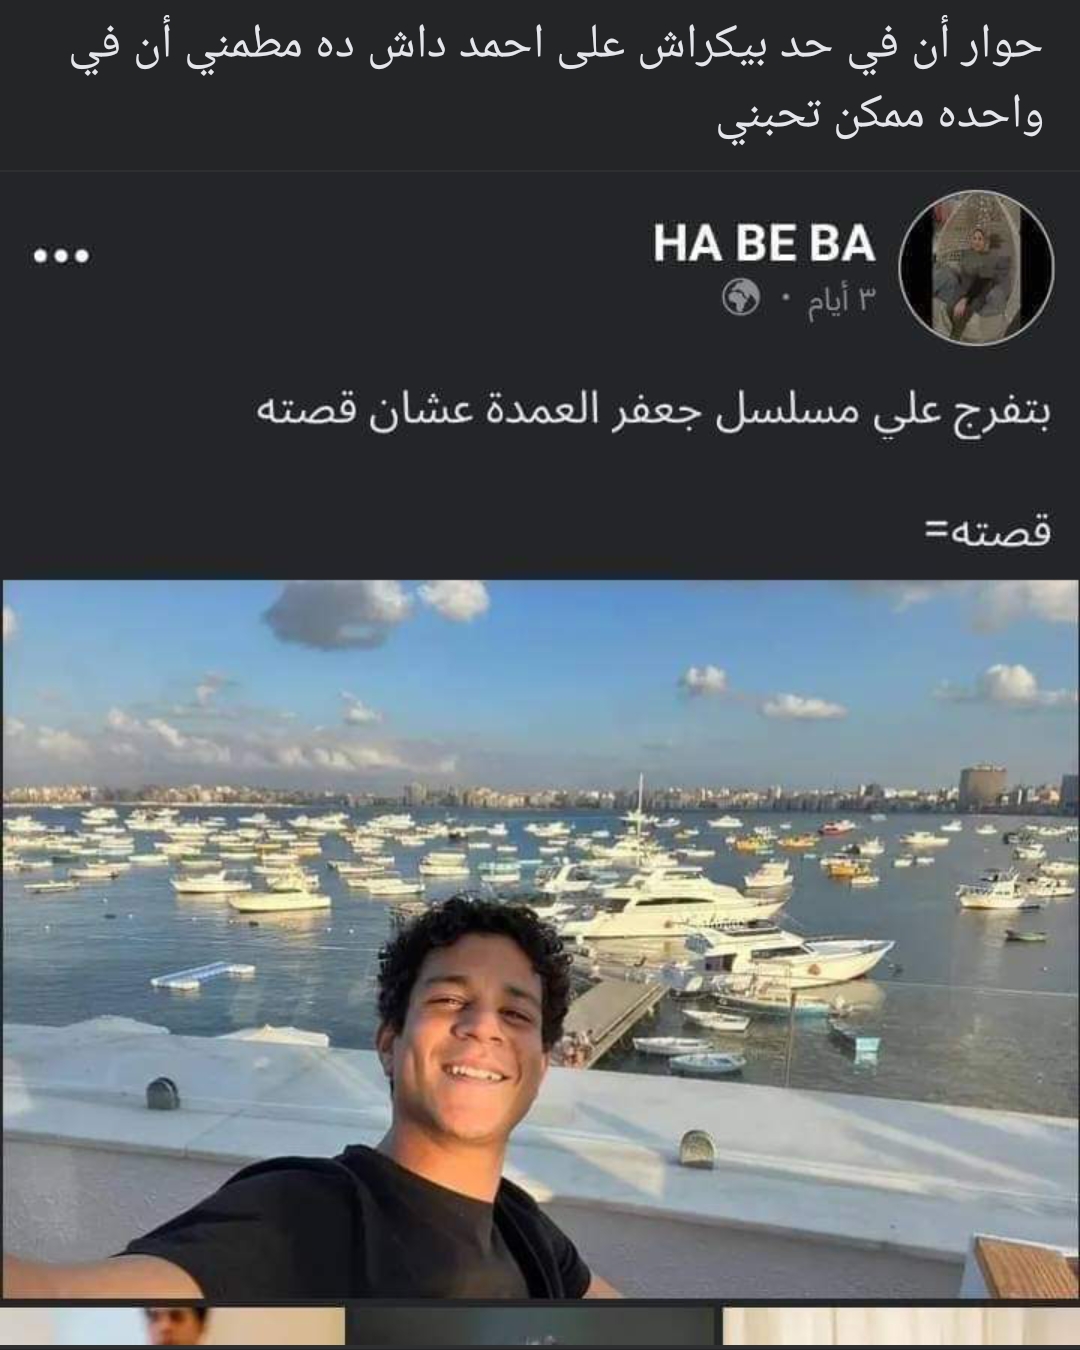 حوار أن في حد بيكراش على احمد داش ده مطمني أن في
واحده ممكن تحبني
HA BE BA
٣ أيام
بتفرج علي مسلسل جعفر العمدة عشان قصته
قصته=